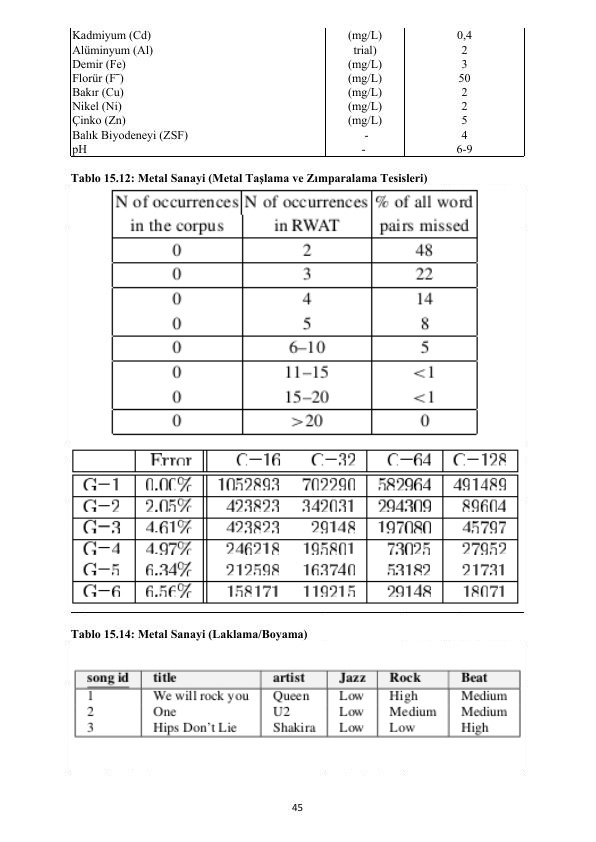 Kadmiyum (Cd) (mg/L) 0,4
Alüminyum (Al) trial) 2
Demir (Fe) (mg/L) 3
Florür (F‾) (mg/L) 50
Bakır (Cu) (mg/L) 2
Nikel (Ni) (mg/L) 2
Çinko (Zn) (mg/L) 5
Balık Biyodeneyi (ZSF) - 4
pH - 6-9
Tablo 15.12: Metal Sanayi (Metal Taşlama ve Zımparalama Tesisleri)
N of occurrences N of occurrences % of all word
in the corpus in RWAT pairs missed
0 2 48
0 3 22
0 4 14
0 5 8
0 6–10 5
0 11–15 <1
0 15–20 <1
0 >20 0
Error C-16 C-32 C-64 C-128
G-1 0.00% 1052893 702290 582964 491489
G-2 2.05% 423823 342031 294309 89604
G-3 4.61% 423823 29148 197080 45797
G-4 4.97% 246218 195801 73025 27952
G-5 6.34% 212598 163740 53182 21731
G-6 6.56% 158171 119215 29148 18071
Tablo 15.14: Metal Sanayi (Laklama/Boyama)
song id title artist Jazz Rock Beat
1 We will rock you Queen Low High Medium
2 One U2 Low Medium Medium
3 Hips Don't Lie Shakira Low Low High
45